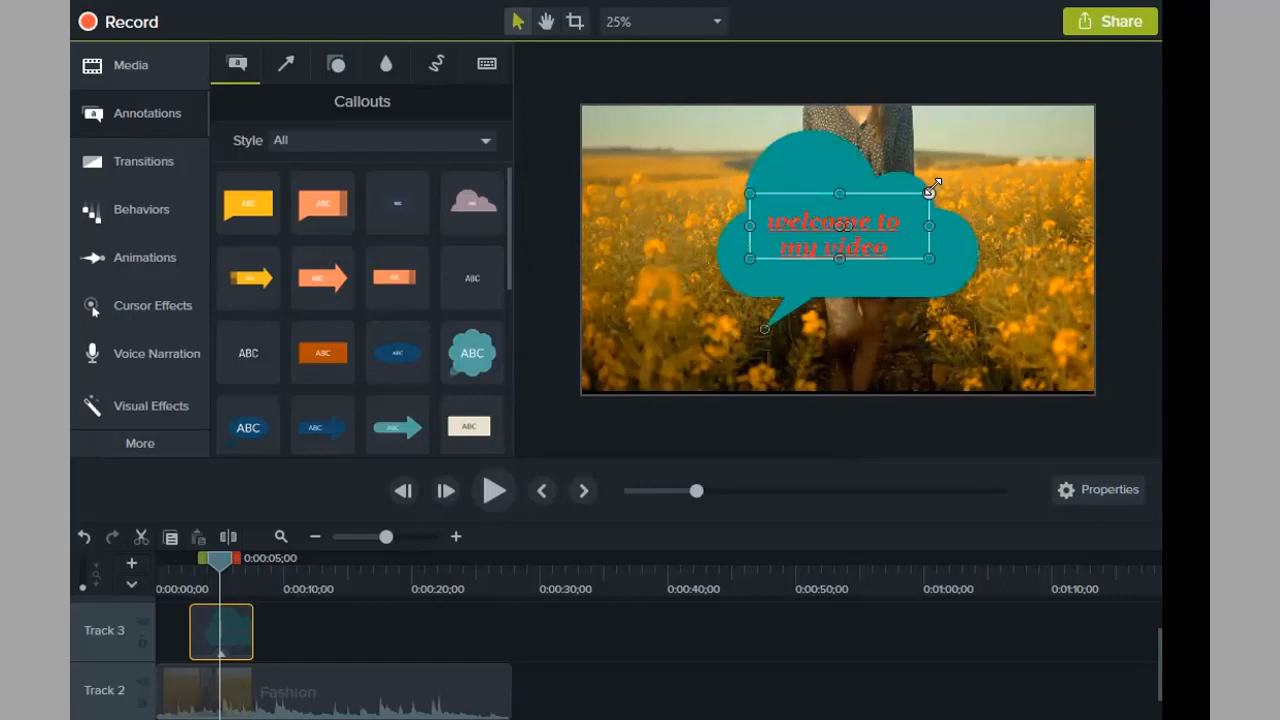 Record
25%
Share
Media
Annotations
Transitions
Behaviors
Animations
Cursor Effects
Voice Narration
Visual Effects
More
a
Callouts
Style All
ABC ABC
ABC
ABC ABC
ABC ABC ABC
ABC ABC ABC ABC
welcome to
my video
Properties
0:00:05;00
0:00:00;00 0:00:10;00 0:00:20;00 0:00:30;00 0:00:40;00 0:00:50;00 0:01:00;00 0:01:10;00
Track 3
Track 2
Fashion